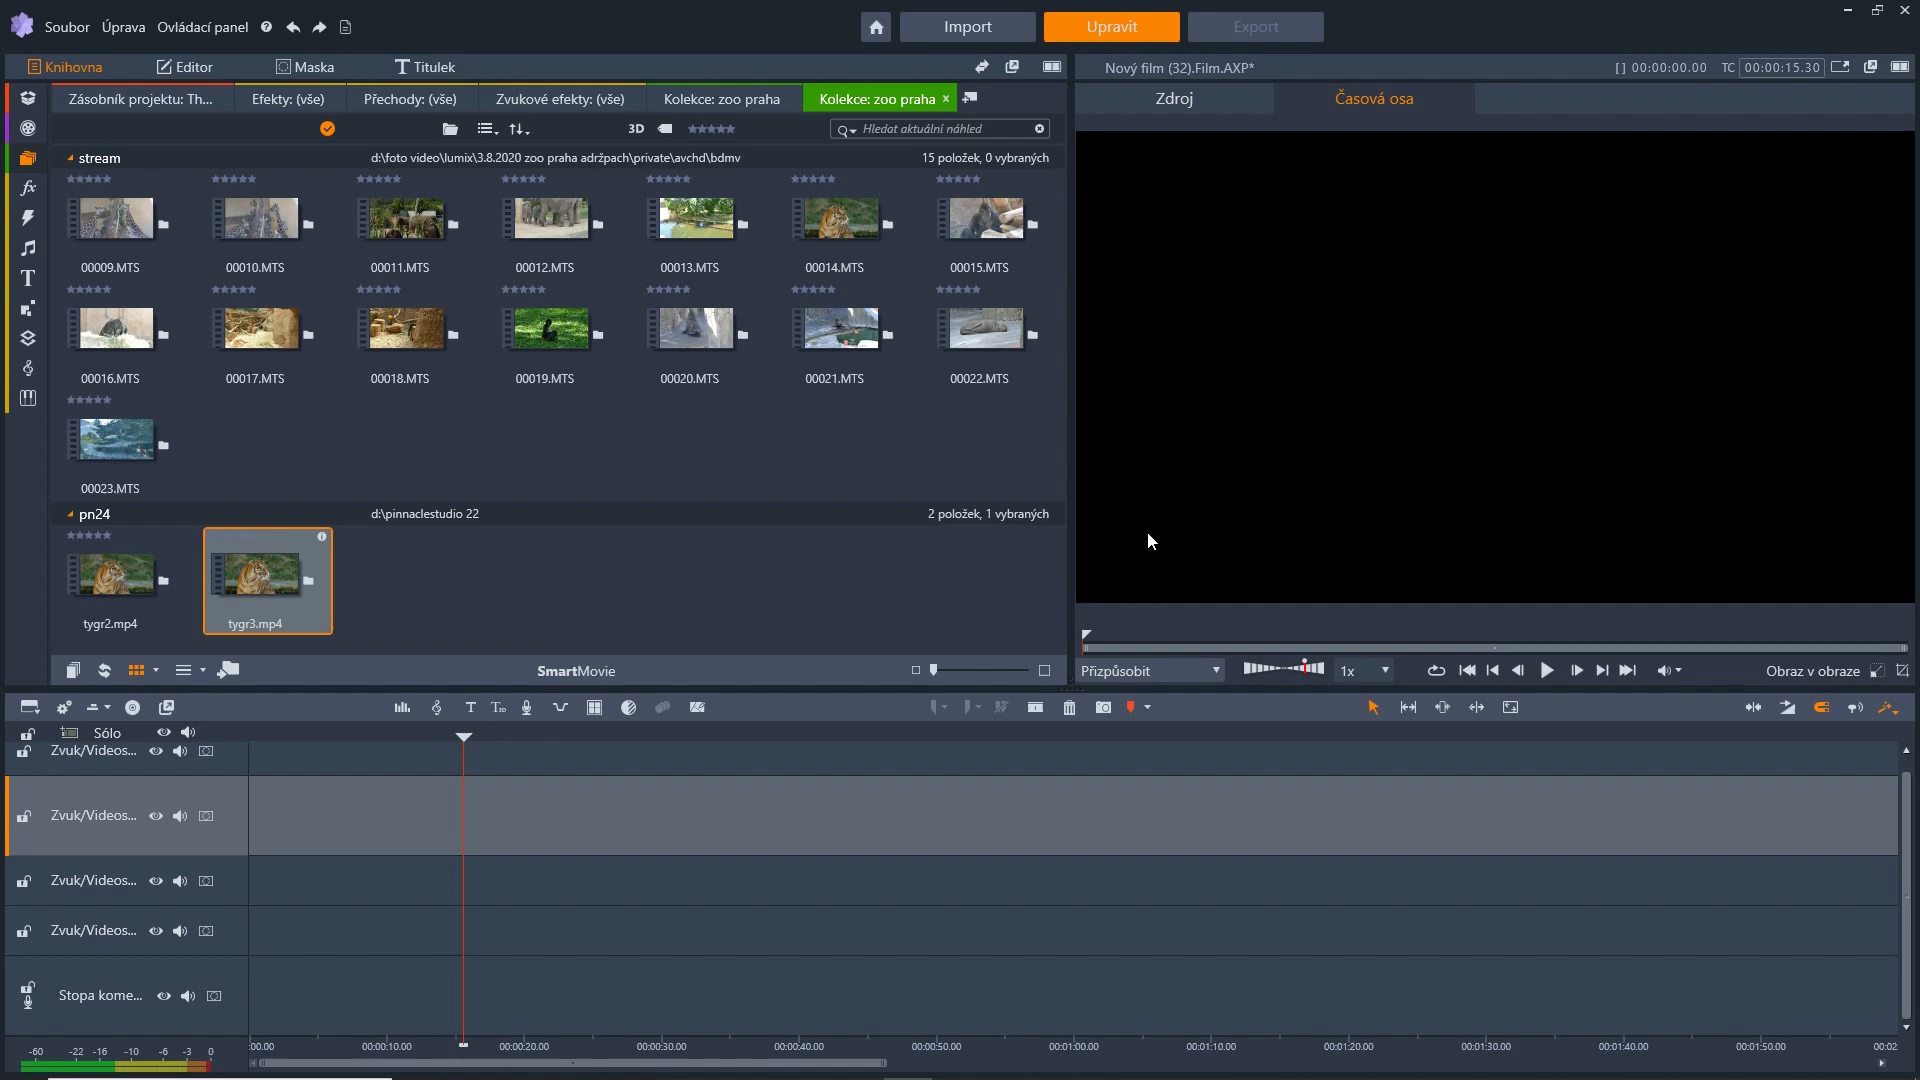 Soubor Úprava Ovládací panel
Import Upravit Export
Knihovna Editor Maska Titulek
Nový film (32).Film.AXP* [ ] 00:00:00.00 TC 00:00:15.30
Zásobník projektu: Th... Efekty: (vše) Přechody: (vše) Zvukové efekty: (vše) Kolekce: zoo praha Kolekce: zoo praha ×
Zdroj Časová osa
3D Hledat aktuální náhled
stream d:\foto video\lumix\3.8.2020 zoo praha adržpach\private\avchd\bdmv 15 položek, 0 vybraných
00009.MTS 00010.MTS 00011.MTS 00012.MTS 00013.MTS 00014.MTS 00015.MTS
00016.MTS 00017.MTS 00018.MTS 00019.MTS 00020.MTS 00021.MTS 00022.MTS
00023.MTS
pn24 d:\pinnaclestudio 22 2 položek, 1 vybraných
tygr2.mp4 tygr3.mp4
SmartMovie
Přizpůsobit 1x Obraz v obraze
Sólo
Zvuk/Videos...
Zvuk/Videos...
Zvuk/Videos...
Zvuk/Videos...
Stopa kome...
-60 -22 -16 -10 -6 -3 0
:00.00 00:00:10.00 00:00:20.00 00:00:30.00 00:00:40.00 00:00:50.00 00:01:00.00 00:01:10.00 00:01:20.00 00:01:30.00 00:01:40.00 00:01:50.00 00:02